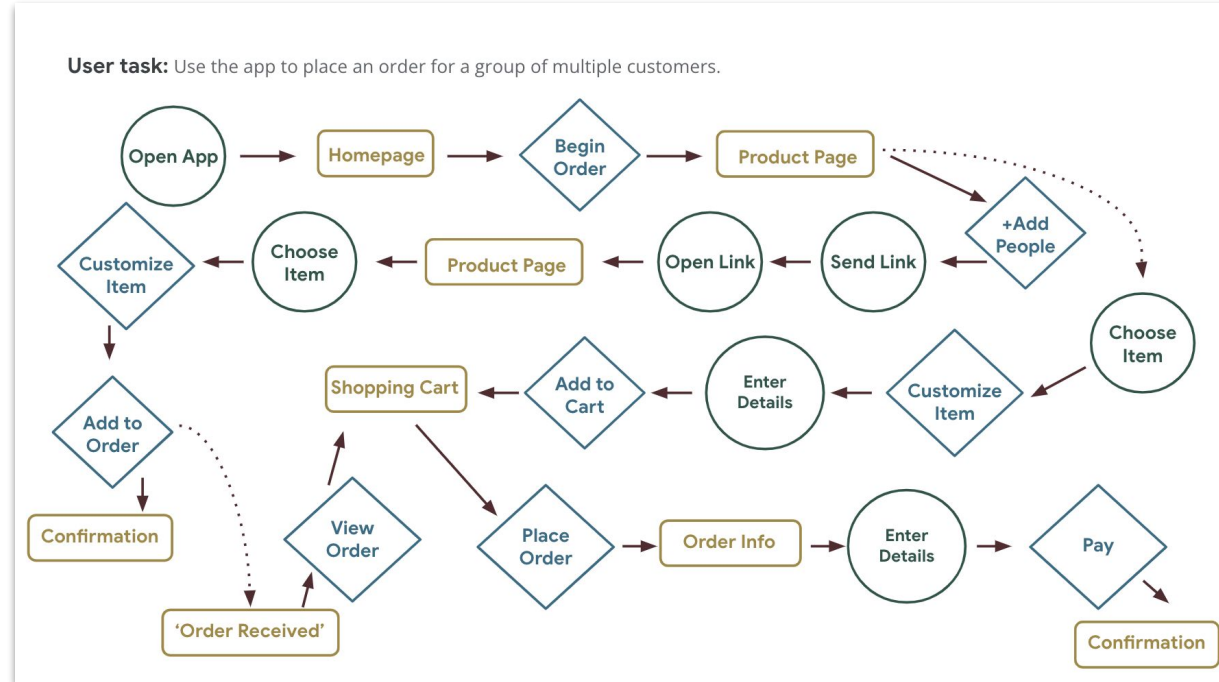 User task: Use the app to place an order for a group of multiple customers.
Open App
Homepage
Begin
Order
Product Page
+Add
People
Send Link
Open Link
Product Page
Choose
Item
Customize
Item
Add to
Order
Confirmation
'Order Received'
View
Order
Choose
Item
Customize
Item
Enter
Details
Add to
Cart
Shopping Cart
Place
Order
Order Info
Enter
Details
Pay
Confirmation